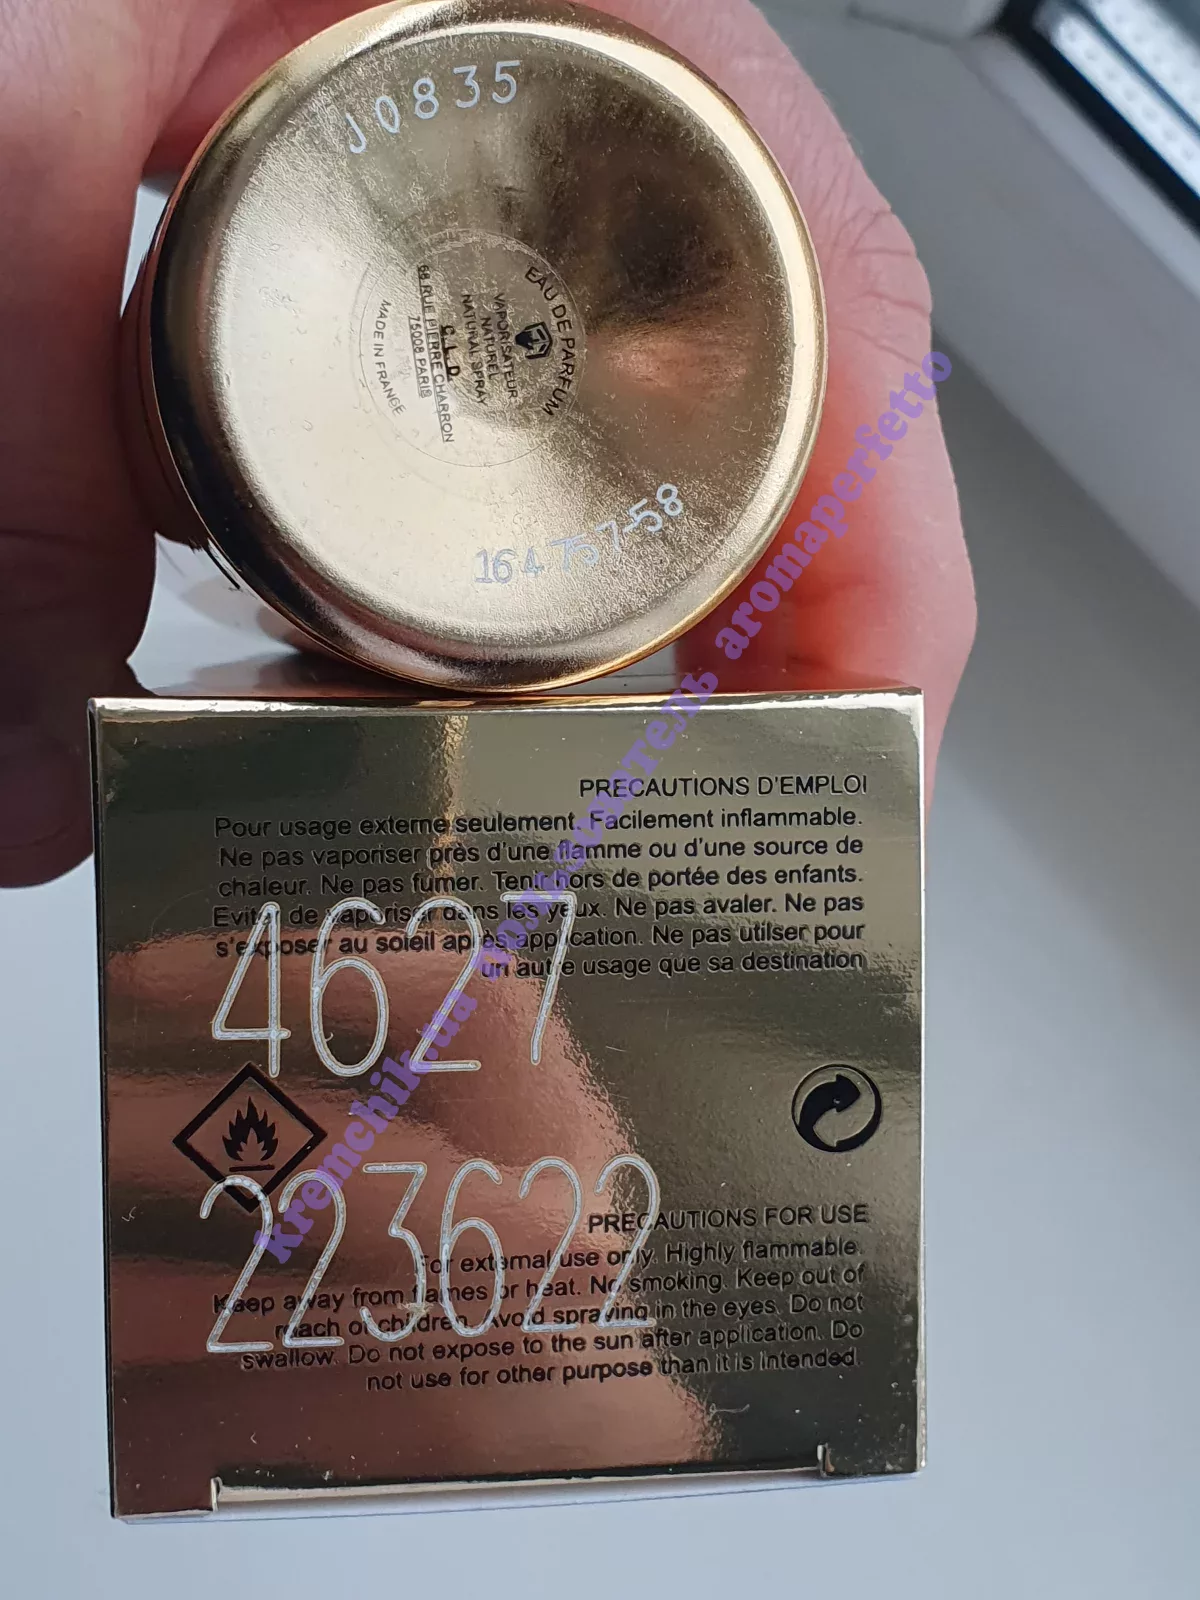 J0835
EAU DE PARFUM
VAPORISATEUR
NATUREL
NATURAL SPRAY
C.L.D.
68 RUE PIERRE CHARRON
75008 PARIS
MADE IN FRANCE
164 757-58
PRECAUTIONS D'EMPLOI
Pour usage externe seulement. Facilement inflammable.
Ne pas vaporiser près d'une flamme ou d'une source de
chaleur. Ne pas fumer. Tenir hors de portée des enfants.
Eviter de vaporiser dans les yeux. Ne pas avaler. Ne pas
s'exposer au soleil après application. Ne pas utilser pour
un autre usage que sa destination
4627
223622
PRECAUTIONS FOR USE
For external use only. Highly flammable.
Keep away from flames or heat. No smoking. Keep out of
reach of children. Avoid spraying in the eyes. Do not
swallow. Do not expose to the sun after application. Do
not use for other purpose than it is intended.
kremchik.ua пользователь aromaperfetto